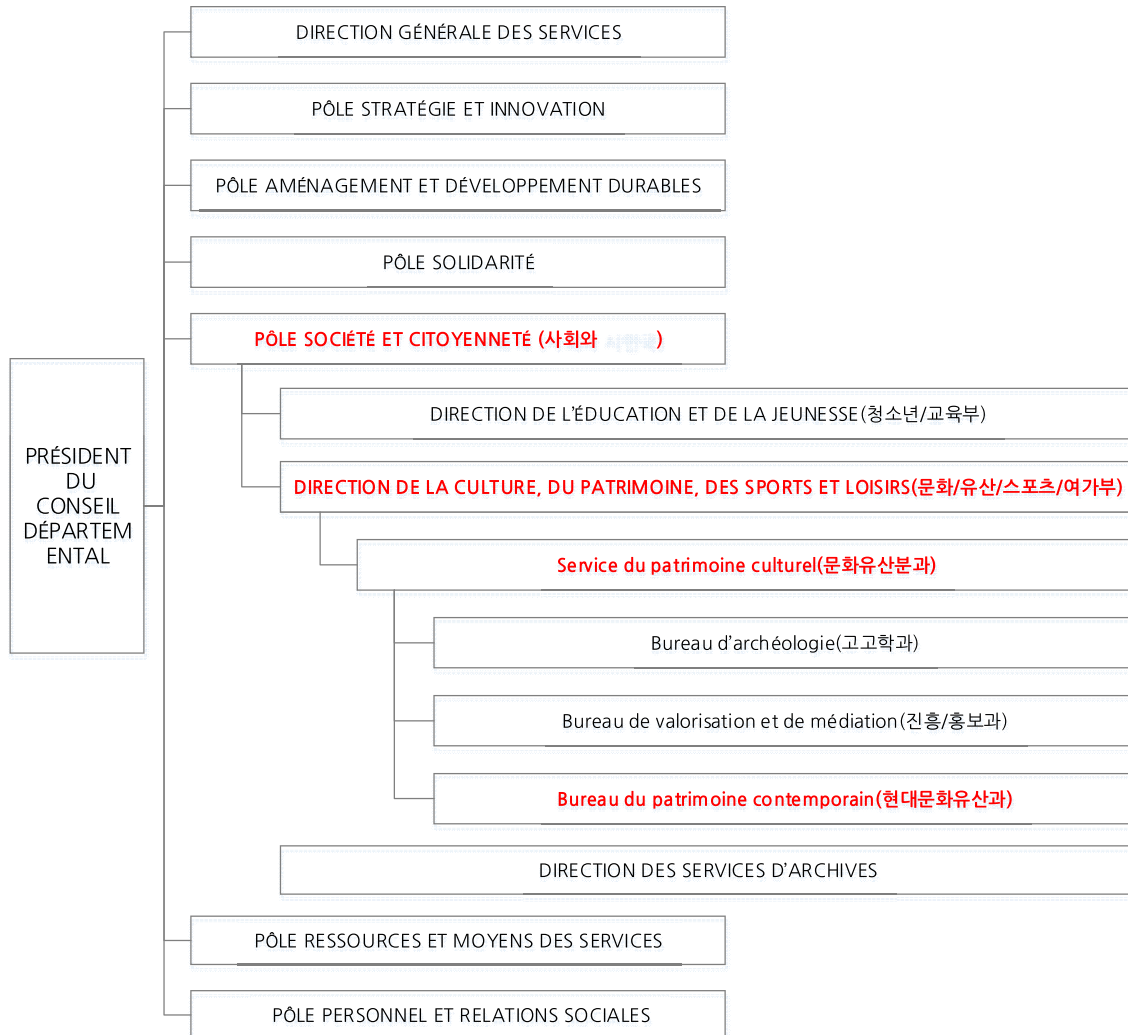 DIRECTION GÉNÉRALE DES SERVICES
PÔLE STRATÉGIE ET INNOVATION
PÔLE AMÉNAGEMENT ET DÉVELOPPEMENT DURABLES
PÔLE SOLIDARITÉ
PÔLE SOCIÉTÉ ET CITOYENNETÉ (사회와 )
PRÉSIDENT
DU
CONSEIL
DÉPARTEM
ENTAL
DIRECTION DE L’ÉDUCATION ET DE LA JEUNESSE(청소년/교육부)
DIRECTION DE LA CULTURE, DU PATRIMOINE, DES SPORTS ET LOISIRS(문화/유산/스포츠/여가부)
Service du patrimoine culturel(문화유산분과)
Bureau d’archéologie(고고학과)
Bureau de valorisation et de médiation(진흥/홍보과)
Bureau du patrimoine contemporain(현대문화유산과)
DIRECTION DES SERVICES D’ARCHIVES
PÔLE RESSOURCES ET MOYENS DES SERVICES
PÔLE PERSONNEL ET RELATIONS SOCIALES